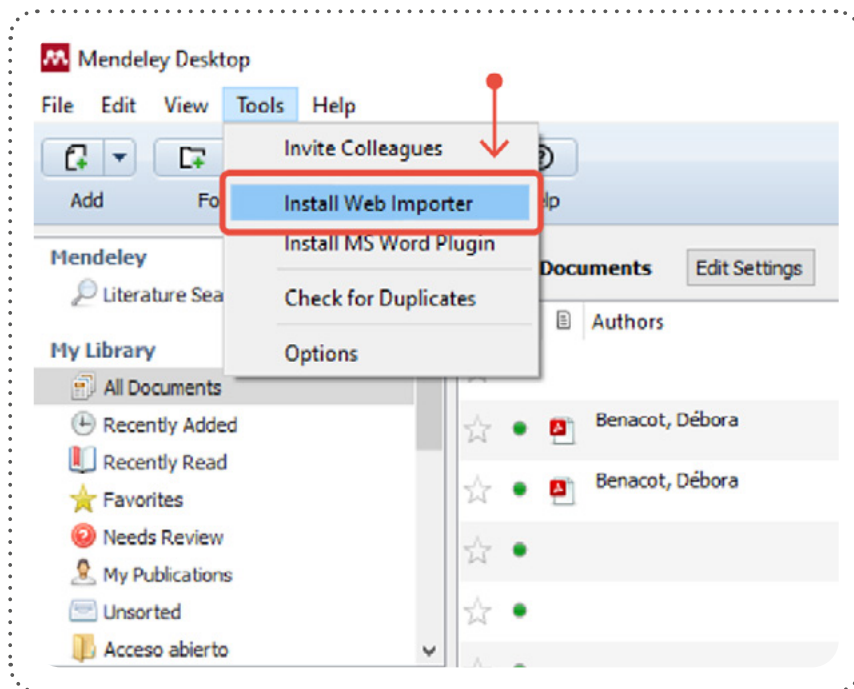 Mendeley Desktop
File Edit View Tools Help
Invite Colleagues
Install Web Importer
Install MS Word Plugin
Check for Duplicates
Options
Add
Mendeley
Literature Sea
My Library
All Documents
Recently Added
Recently Read
Favorites
Needs Review
My Publications
Unsorted
Acceso abierto
Documents Edit Settings
Authors
Benacot, Débora
Benacot, Débora